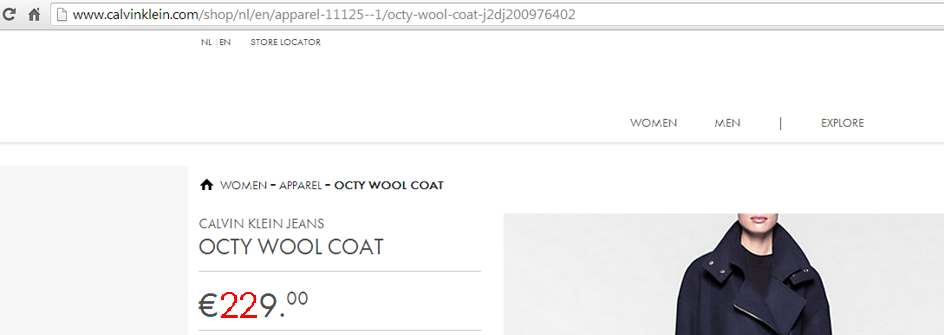 www.calvinklein.com/shop/nl/en/apparel-11125--1/octy-wool-coat-j2dj200976402
NL | EN STORE LOCATOR
WOMEN MEN | EXPLORE
WOMEN - APPAREL - OCTY WOOL COAT
CALVIN KLEIN JEANS
OCTY WOOL COAT
€229.00